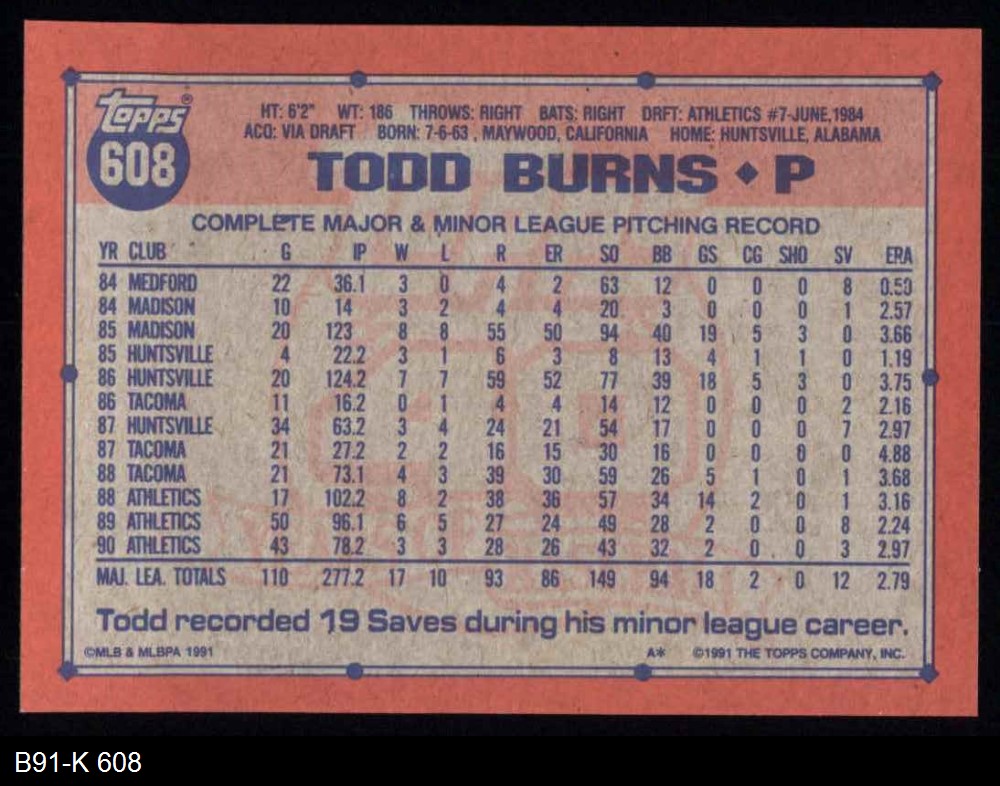 topps®
608
HT: 6'2" WT: 186 THROWS: RIGHT BATS: RIGHT DRFT: ATHLETICS #7-JUNE, 1984
ACQ: VIA DRAFT BORN: 7-6-63, MAYWOOD, CALIFORNIA HOME: HUNTSVILLE, ALABAMA
TODD BURNS ◆ P
COMPLETE MAJOR & MINOR LEAGUE PITCHING RECORD
YR CLUB G IP W L R ER SO BB GS CG SHO SV ERA
84 MEDFORD 22 36.1 3 0 4 2 63 12 0 0 0 8 0.50
84 MADISON 10 14 3 2 4 4 20 3 0 0 0 1 2.57
85 MADISON 20 123 8 8 55 50 94 40 19 5 3 0 3.66
85 HUNTSVILLE 4 22.2 3 1 6 3 8 13 4 1 1 0 1.19
86 HUNTSVILLE 20 124.2 7 7 59 52 77 39 18 5 3 0 3.75
86 TACOMA 11 16.2 0 1 4 4 14 12 0 0 0 2 2.16
87 HUNTSVILLE 34 63.2 3 4 24 21 54 17 0 0 0 7 2.97
87 TACOMA 21 27.2 2 2 16 15 30 16 0 0 0 0 4.88
88 TACOMA 21 73.1 4 3 39 30 59 26 5 1 0 1 3.68
88 ATHLETICS 17 102.2 8 2 38 36 57 34 14 2 0 1 3.16
89 ATHLETICS 50 96.1 6 5 27 24 49 28 2 0 0 8 2.24
90 ATHLETICS 43 78.2 3 3 28 26 43 32 2 0 0 3 2.97
MAJ. LEA. TOTALS 110 277.2 17 10 93 86 149 94 18 2 0 12 2.79
Todd recorded 19 Saves during his minor league career.
©MLB & MLBPA 1991 A* ©1991 THE TOPPS COMPANY, INC.
B91-K 608